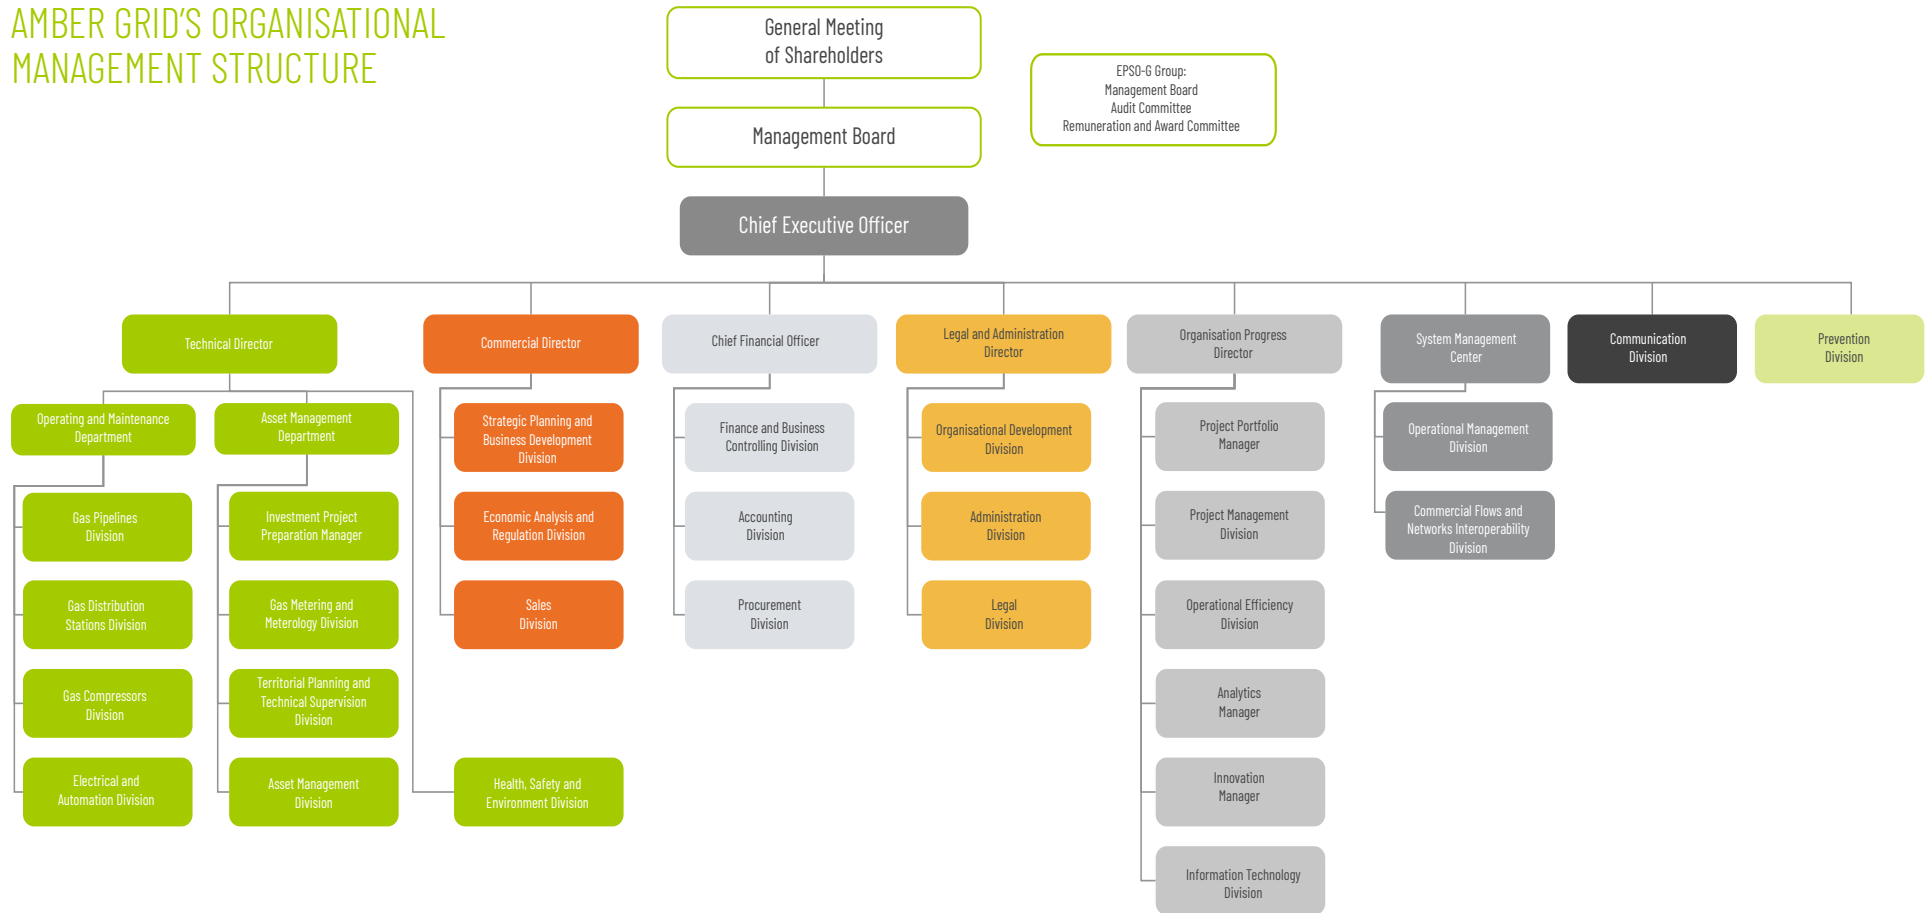 AMBER GRID'S ORGANISATIONAL
MANAGEMENT STRUCTURE
General Meeting
of Shareholders
EPSO-G Group:
Management Board
Audit Committee
Remuneration and Award Committee
Management Board
Chief Executive Officer
Technical Director
Commercial Director
Chief Financial Officer
Legal and Administration
Director
Organisation Progress
Director
System Management
Center
Communication
Division
Prevention
Division
Operating and Maintenance
Department
Gas Pipelines
Division
Gas Distribution
Stations Division
Gas Compressors
Division
Electrical and
Automation Division
Asset Management
Department
Investment Project
Preparation Manager
Gas Metering and
Meterology Division
Territorial Planning and
Technical Supervision
Division
Asset Management
Division
Health, Safety and
Environment Division
Strategic Planning and
Business Development
Division
Economic Analysis and
Regulation Division
Sales
Division
Finance and Business
Controlling Division
Accounting
Division
Procurement
Division
Organisational Development
Division
Administration
Division
Legal
Division
Project Portfolio
Manager
Project Management
Division
Operational Efficiency
Division
Analytics
Manager
Innovation
Manager
Information Technology
Division
Operational Management
Division
Commercial Flows and
Networks Interoperability
Division